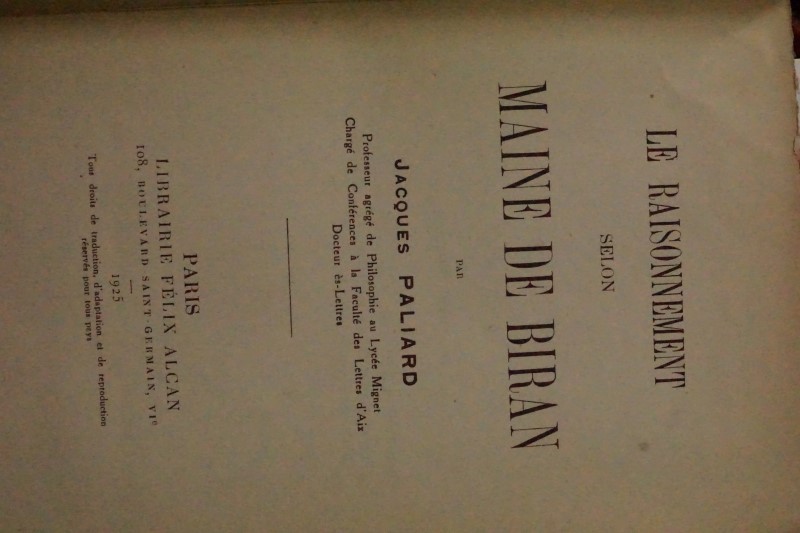 LE RAISONNEMENT
SELON
MAINE DE BIRAN
PAR
JACQUES PALIARD
Professeur agrégé de Philosophie au Lycée Mignet
Chargé de Conférences à la Faculté des Lettres d'Aix
Docteur ès-Lettres
PARIS
LIBRAIRIE FÉLIX ALCAN
108, BOULEVARD SAINT-GERMAIN, VIe
1925
Tous droits de traduction, d'adaptation et de reproduction
réservés pour tous pays